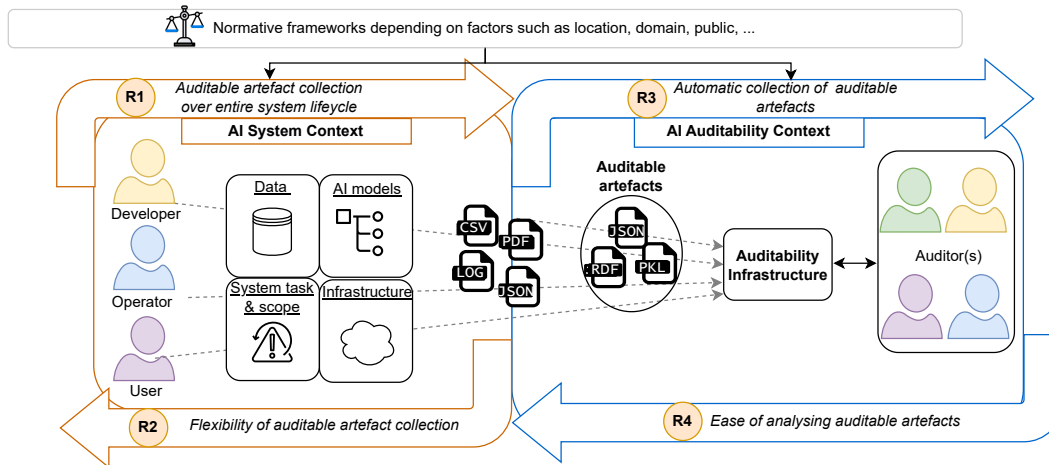 Normative frameworks depending on factors such as location, domain, public, ...
R1
Auditable artefact collection
over entire system lifeycle
R3
Automatic collection of auditable
artefacts
AI System Context
AI Auditability Context
Developer
Operator
User
Data
AI models
System task
& scope
Infrastructure
CSV
PDF
LOG
JSON
Auditable
artefacts
JSON
RDF
PKL
Auditability
Infrastructure
Auditor(s)
R2
Flexibility of auditable artefact collection
R4
Ease of analysing auditable artefacts